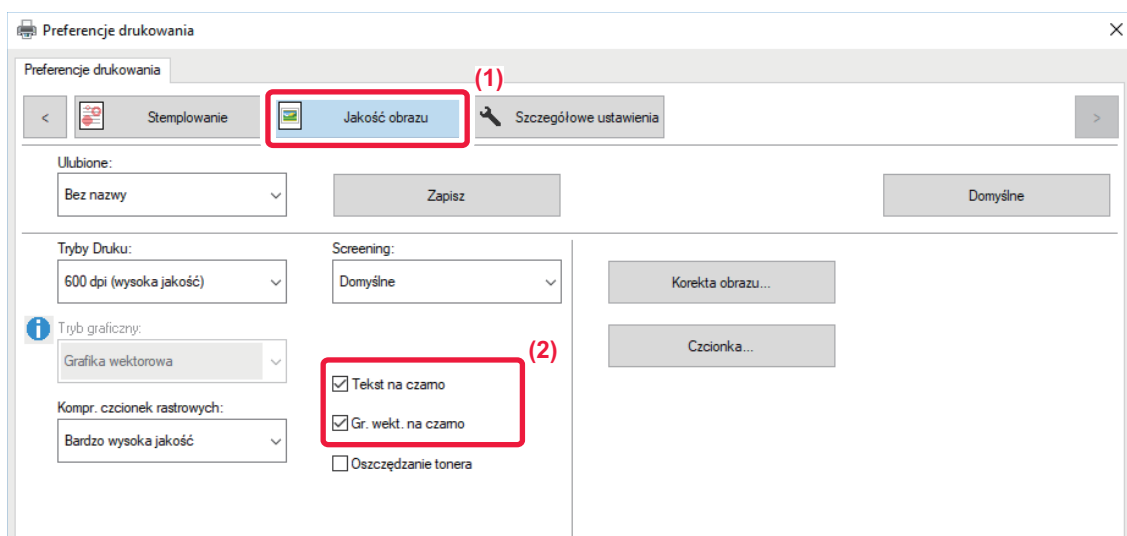 Preferencje drukowania
Preferencje drukowania
(1)
< Stemplowanie Jakość obrazu Szczegółowe ustawienia >
Ulubione:
Bez nazwy Zapisz Domyślne
Tryby Druku: Screening:
600 dpi (wysoka jakość) Domyślne Korekta obrazu...
Tryb graficzny:
(2)
Grafika wektorowa Czcionka...
Tekst na czarno
Kompr. czcionek rastrowych:
Gr. wekt. na czarno
Bardzo wysoka jakość
Oszczędzanie tonera